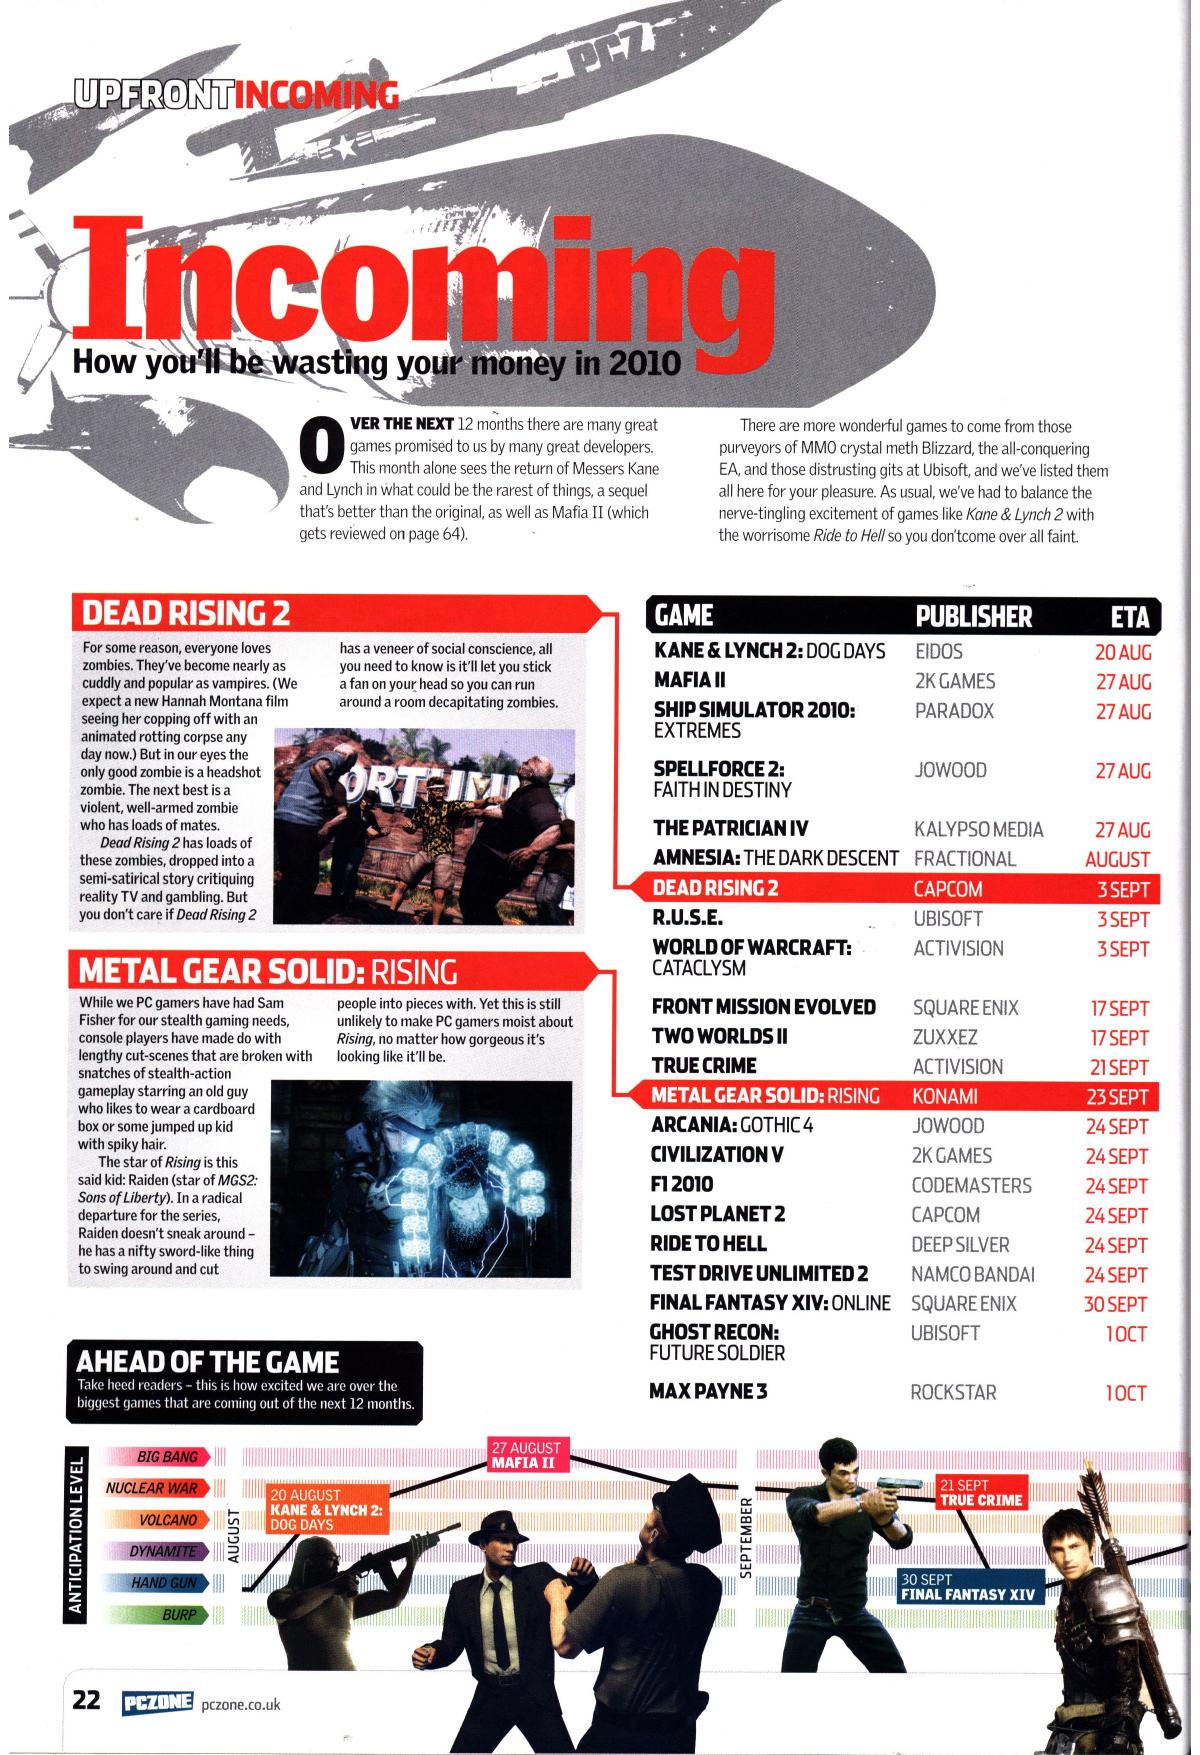 PCZ
UPFRONTINCOMING
Incoming
How you'll be wasting your money in 2010
OVER THE NEXT 12 months there are many great
games promised to us by many great developers.
This month alone sees the return of Messers Kane
and Lynch in what could be the rarest of things, a sequel
that's better than the original, as well as Mafia II (which
gets reviewed on page 64).
There are more wonderful games to come from those
purveyors of MMO crystal meth Blizzard, the all-conquering
EA, and those distrusting gits at Ubisoft, and we've listed them
all here for your pleasure. As usual, we've had to balance the
nerve-tingling excitement of games like Kane & Lynch 2 with
the worrisome Ride to Hell so you don'tcome over all faint.
DEAD RISING 2
For some reason, everyone loves
zombies. They've become nearly as
cuddly and popular as vampires. (We
expect a new Hannah Montana film
seeing her copping off with an
animated rotting corpse any
day now.) But in our eyes the
only good zombie is a headshot
zombie. The next best is a
violent, well-armed zombie
who has loads of mates.
Dead Rising 2 has loads of
these zombies, dropped into a
semi-satirical story critiquing
reality TV and gambling. But
you don't care if Dead Rising 2
has a veneer of social conscience, all
you need to know is it'll let you stick
a fan on your head so you can run
around a room decapitating zombies.
METAL GEAR SOLID: RISING
While we PC gamers have had Sam
Fisher for our stealth gaming needs,
console players have made do with
lengthy cut-scenes that are broken with
snatches of stealth-action
gameplay starring an old guy
who likes to wear a cardboard
box or some jumped up kid
with spiky hair.
The star of Rising is this
said kid: Raiden (star of MGS2:
Sons of Liberty). In a radical
departure for the series,
Raiden doesn't sneak around –
he has a nifty sword-like thing
to swing around and cut
people into pieces with. Yet this is still
unlikely to make PC gamers moist about
Rising, no matter how gorgeous it's
looking like it'll be.
GAME PUBLISHER ETA
KANE & LYNCH 2: DOG DAYS EIDOS 20 AUG
MAFIA II 2K GAMES 27 AUG
SHIP SIMULATOR 2010: PARADOX 27 AUG
EXTREMES
SPELLFORCE 2: JOWOOD 27 AUG
FAITH IN DESTINY
THE PATRICIAN IV KALYPSO MEDIA 27 AUG
AMNESIA: THE DARK DESCENT FRACTIONAL AUGUST
DEAD RISING 2 CAPCOM 3 SEPT
R.U.S.E. UBISOFT 3 SEPT
WORLD OF WARCRAFT: ACTIVISION 3 SEPT
CATACLYSM
FRONT MISSION EVOLVED SQUARE ENIX 17 SEPT
TWO WORLDS II ZUXXEZ 17 SEPT
TRUE CRIME ACTIVISION 21 SEPT
METAL GEAR SOLID: RISING KONAMI 23 SEPT
ARCANIA: GOTHIC 4 JOWOOD 24 SEPT
CIVILIZATION V 2K GAMES 24 SEPT
F1 2010 CODEMASTERS 24 SEPT
LOST PLANET 2 CAPCOM 24 SEPT
RIDE TO HELL DEEP SILVER 24 SEPT
TEST DRIVE UNLIMITED 2 NAMCO BANDAI 24 SEPT
FINAL FANTASY XIV: ONLINE SQUARE ENIX 30 SEPT
GHOST RECON: UBISOFT 1 OCT
FUTURE SOLDIER
MAX PAYNE 3 ROCKSTAR 1 OCT
AHEAD OF THE GAME
Take heed readers – this is how excited we are over the
biggest games that are coming out of the next 12 months.
ANTICIPATION LEVEL
BIG BANG
NUCLEAR WAR
VOLCANO
DYNAMITE
HAND GUN
BURP
AUGUST
20 AUGUST
KANE & LYNCH 2:
DOG DAYS
27 AUGUST
MAFIA II
SEPTEMBER
21 SEPT
TRUE CRIME
30 SEPT
FINAL FANTASY XIV
22 PCZONE pczone.co.uk